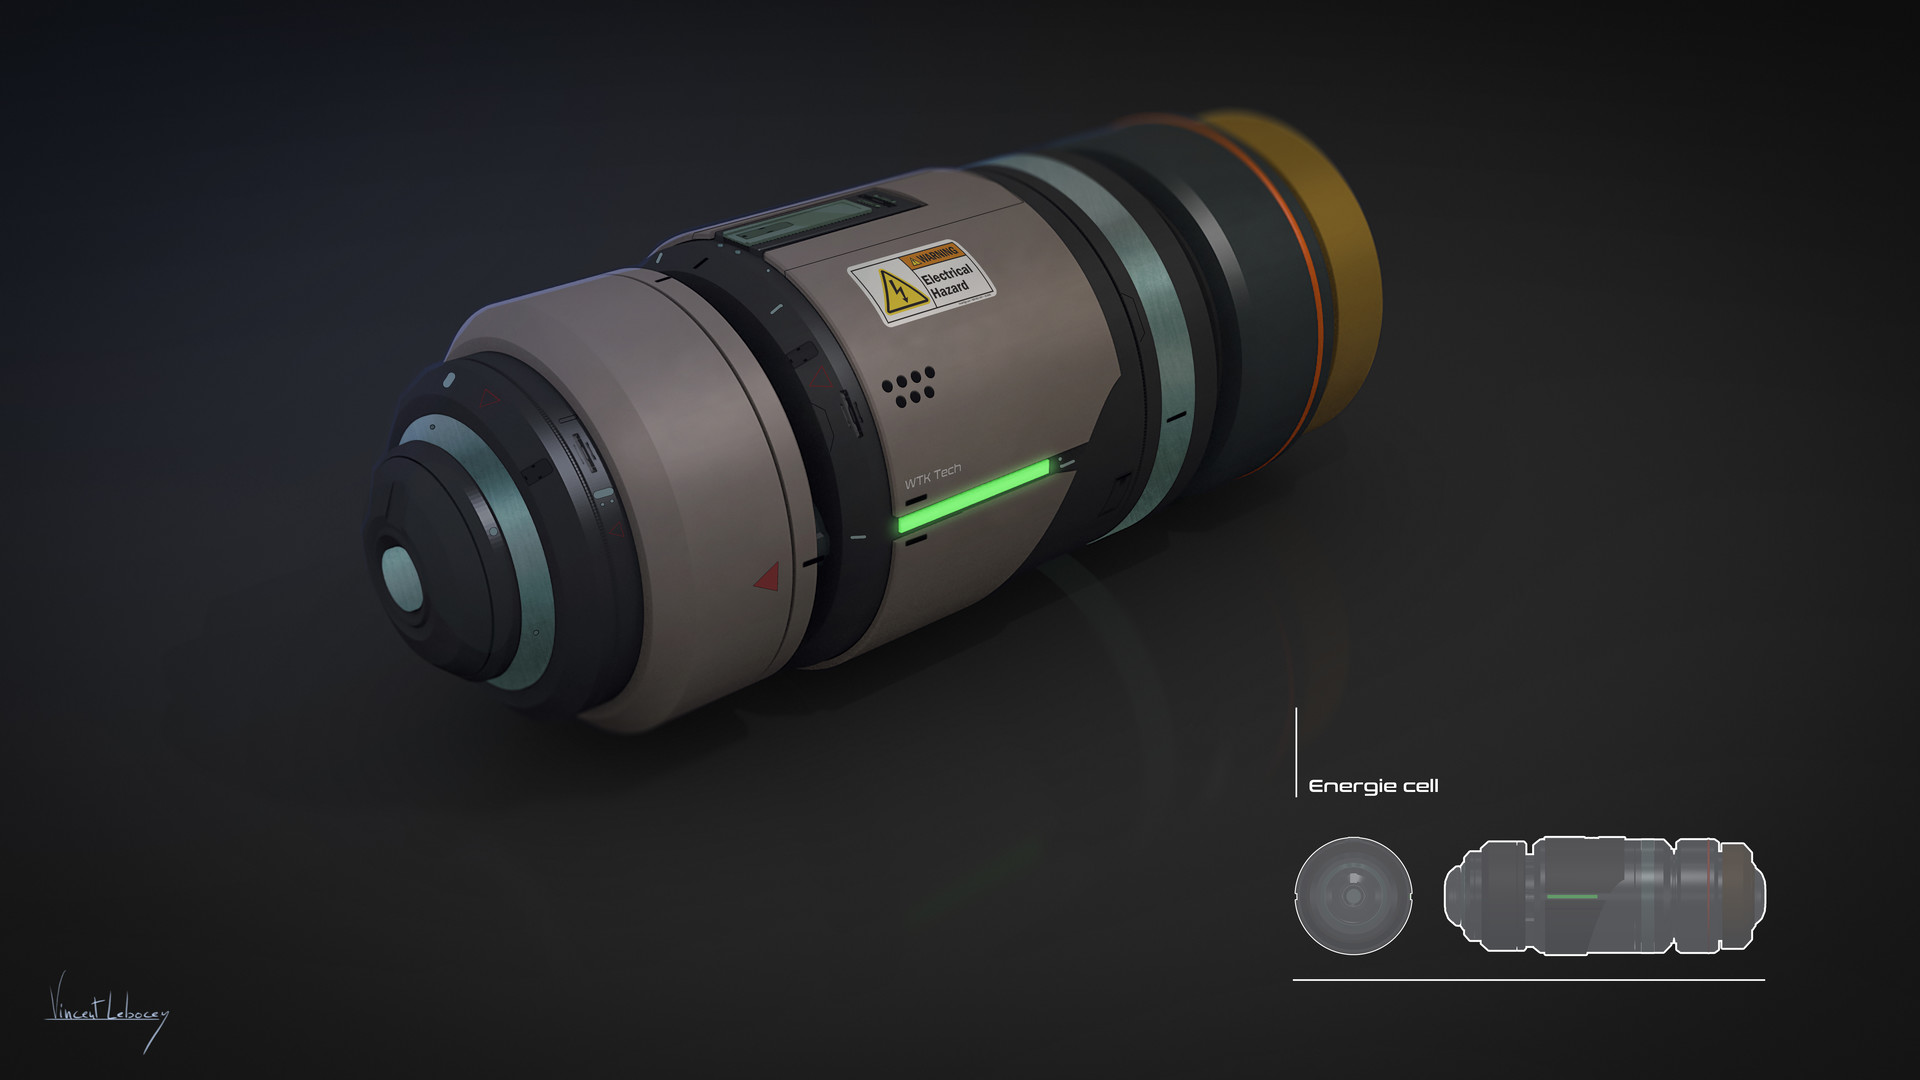 WARNING
Electrical
Hazard
WTK Tech
Energie cell
Vincent Lebocey